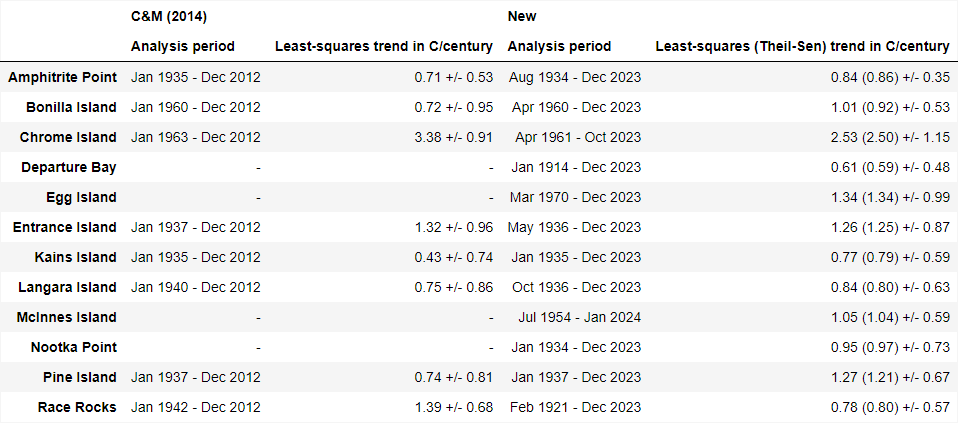 C&M (2014) New
Analysis period Least-squares trend in C/century Analysis period Least-squares (Theil-Sen) trend in C/century
Amphitrite Point Jan 1935 - Dec 2012 0.71 +/- 0.53 Aug 1934 - Dec 2023 0.84 (0.86) +/- 0.35
Bonilla Island Jan 1960 - Dec 2012 0.72 +/- 0.95 Apr 1960 - Dec 2023 1.01 (0.92) +/- 0.53
Chrome Island Jan 1963 - Dec 2012 3.38 +/- 0.91 Apr 1961 - Oct 2023 2.53 (2.50) +/- 1.15
Departure Bay - - Jan 1914 - Dec 2023 0.61 (0.59) +/- 0.48
Egg Island - - Mar 1970 - Dec 2023 1.34 (1.34) +/- 0.99
Entrance Island Jan 1937 - Dec 2012 1.32 +/- 0.96 May 1936 - Dec 2023 1.26 (1.25) +/- 0.87
Kains Island Jan 1935 - Dec 2012 0.43 +/- 0.74 Jan 1935 - Dec 2023 0.77 (0.79) +/- 0.59
Langara Island Jan 1940 - Dec 2012 0.75 +/- 0.86 Oct 1936 - Dec 2023 0.84 (0.80) +/- 0.63
McInnes Island - - Jul 1954 - Jan 2024 1.05 (1.04) +/- 0.59
Nootka Point - - Jan 1934 - Dec 2023 0.95 (0.97) +/- 0.73
Pine Island Jan 1937 - Dec 2012 0.74 +/- 0.81 Jan 1937 - Dec 2023 1.27 (1.21) +/- 0.67
Race Rocks Jan 1942 - Dec 2012 1.39 +/- 0.68 Feb 1921 - Dec 2023 0.78 (0.80) +/- 0.57